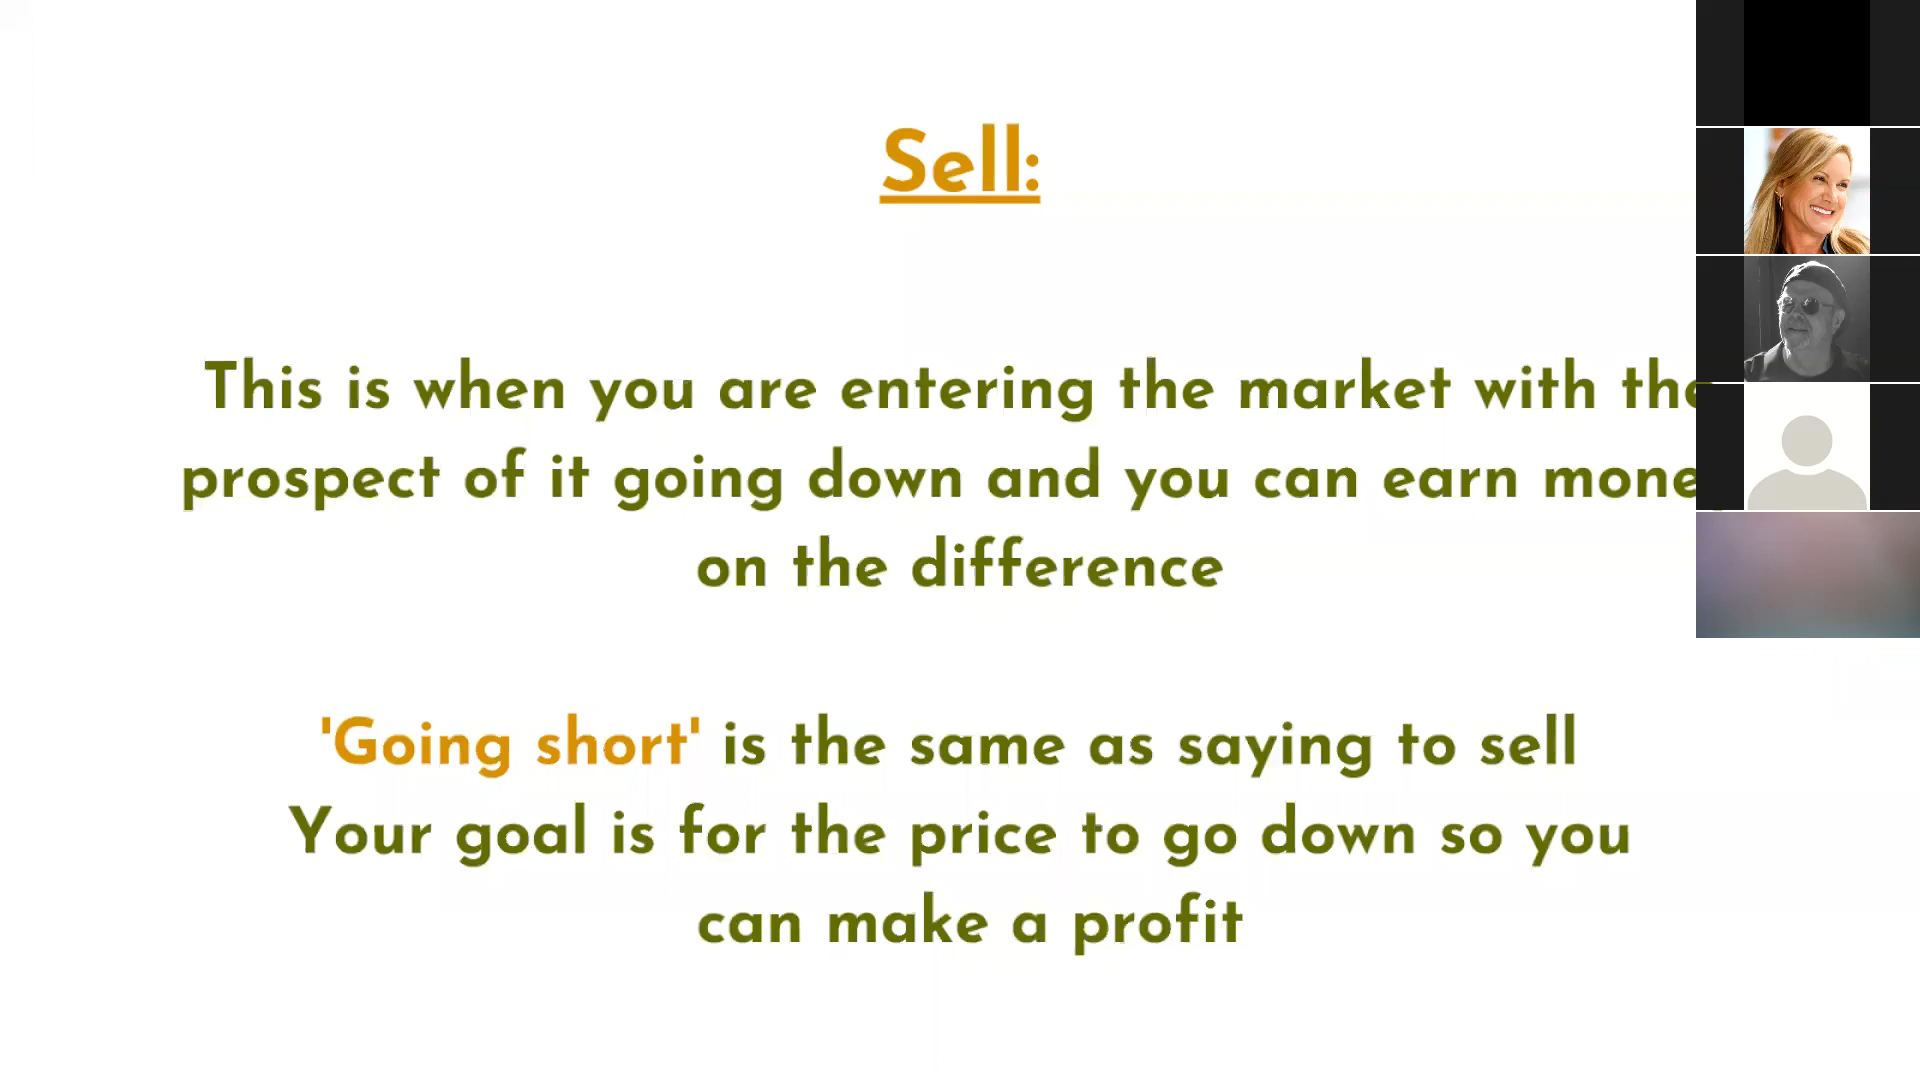 Sell:
This is when you are entering the market with
prospect of it going down and you can earn
on the difference
'Going short' is the same as saying to sell
Your goal is for the price to go down so you
can make a profit